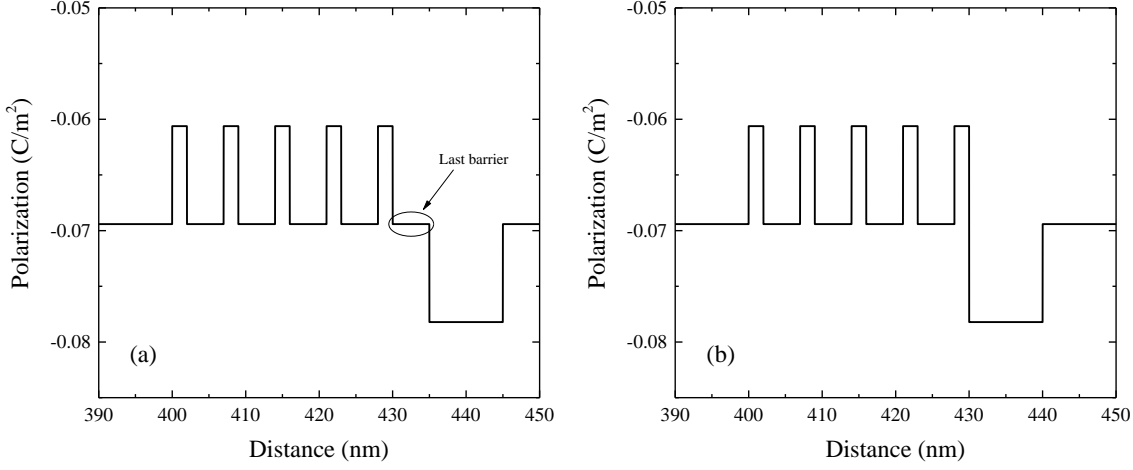 -0.05
-0.06
-0.07
-0.08
Polarization (C/m²)
Last barrier
(a)
390 400 410 420 430 440 450
Distance (nm)
-0.05
-0.06
-0.07
-0.08
Polarization (C/m²)
(b)
390 400 410 420 430 440 450
Distance (nm)